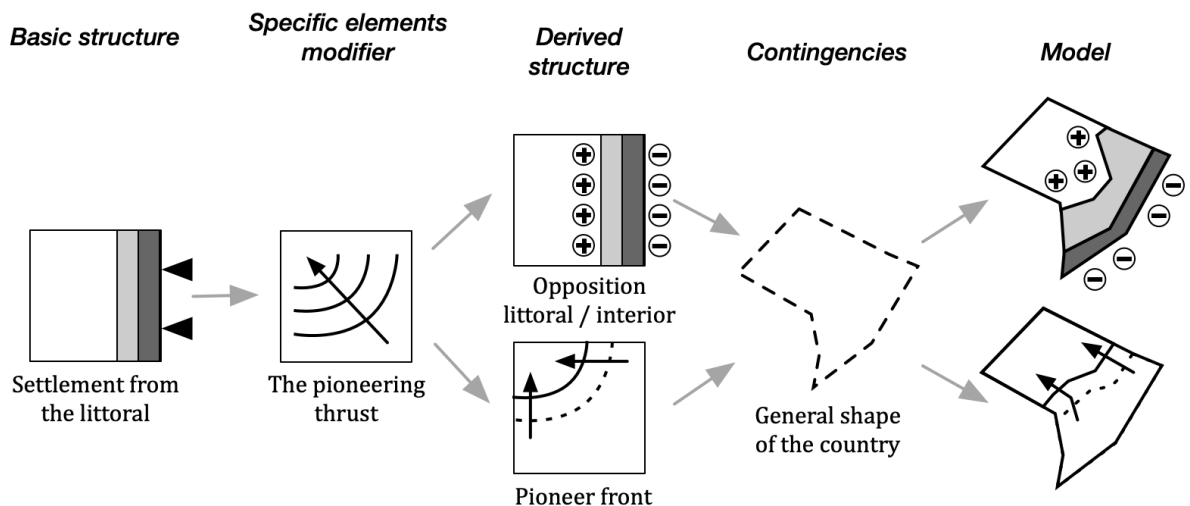 Basic structure
Specific elements
modifier
Derived
structure
Contingencies
Model
Settlement from
the littoral
The pioneering
thrust
Opposition
littoral / interior
Pioneer front
General shape
of the country